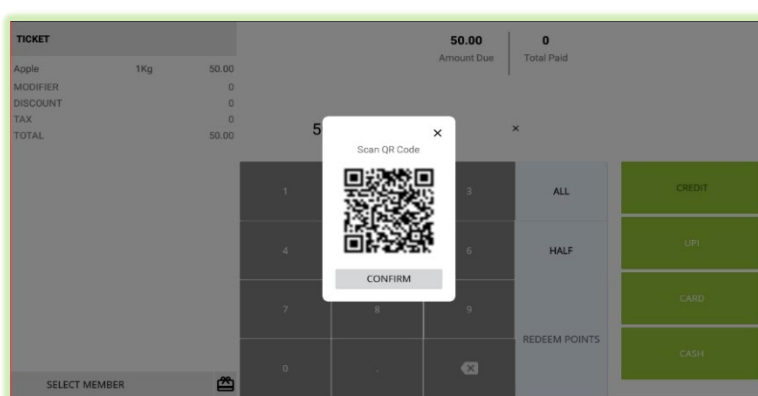 TICKET
50.00
0
Amount Due
Total Paid
Apple 1Kg 50.00
MODIFIER 0
DISCOUNT 0
TAX 0
TOTAL 50.00
5
×
×
Scan QR Code
1
3
ALL
CREDIT
4
6
HALF
UPI
CONFIRM
7
8
9
CARD
REDEEM POINTS
0
.
CASH
SELECT MEMBER